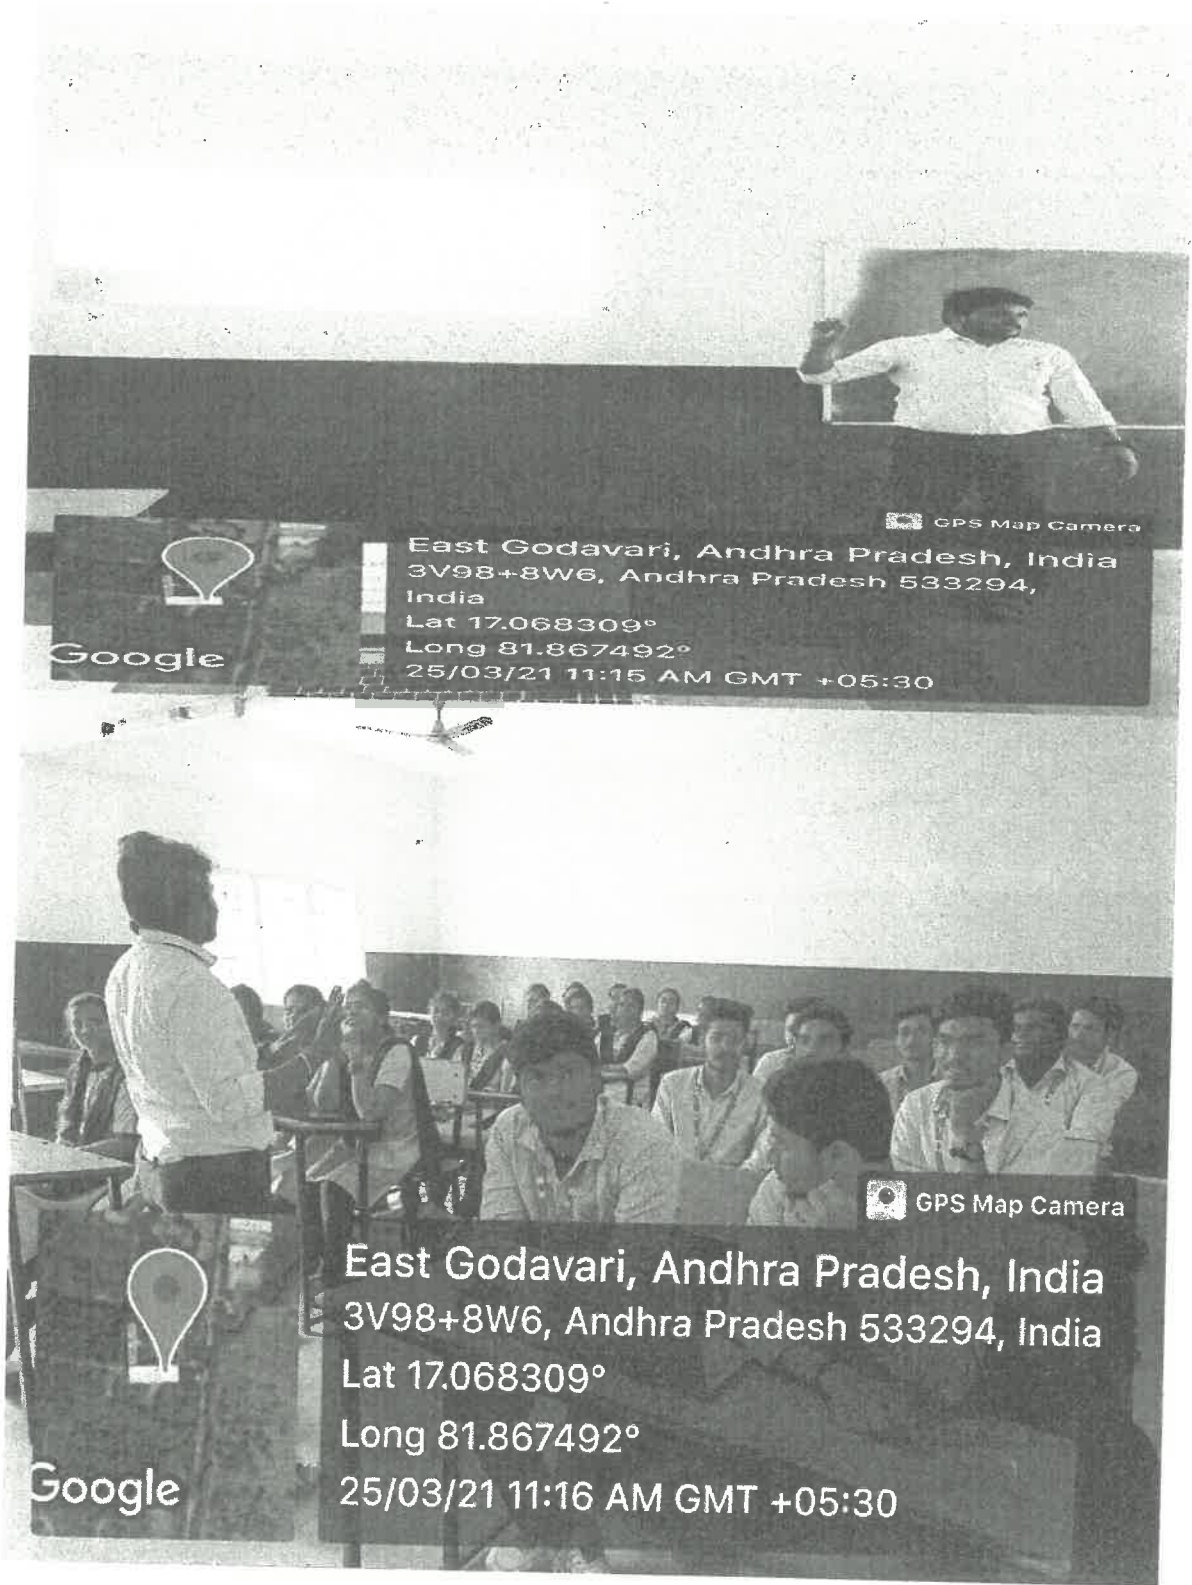 GPS Map Camera
East Godavari, Andhra Pradesh, India
3V98+8W6, Andhra Pradesh 533294,
India
Lat 17.068309°
Long 81.867492°
25/03/21 11:15 AM GMT +05:30
Google
GPS Map Camera
East Godavari, Andhra Pradesh, India
3V98+8W6, Andhra Pradesh 533294, India
Lat 17.068309°
Long 81.867492°
25/03/21 11:16 AM GMT +05:30
Google